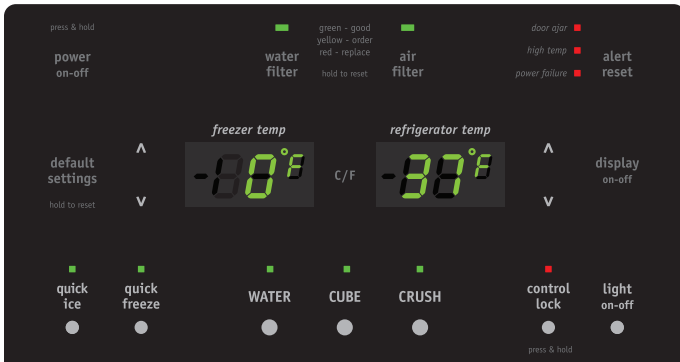 press & hold
power
on-off
water
filter
green - good
yellow - order
red - replace
hold to reset
air
filter
door ajar
high temp
power failure
alert
reset
freezer temp
0°F
C/F
refrigerator temp
37°F
default
settings
hold to reset
display
on-off
quick
ice
quick
freeze
WATER
CUBE
CRUSH
control
lock
press & hold
light
on-off